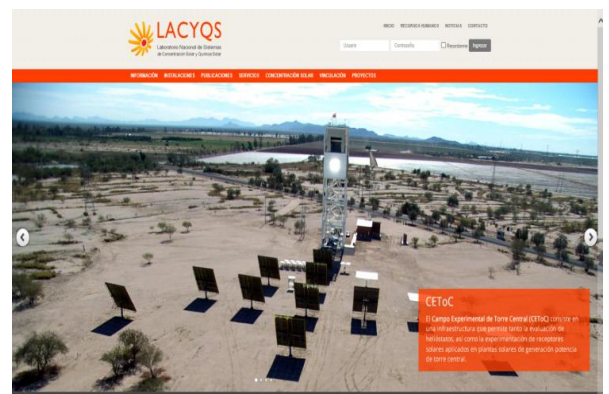 INICIO RECURSOS HUMANOS NOTICIAS CONTACTO
LACYQS
Laboratorio Nacional de Sistemas
de Concentración Solar y Química Solar
Usuario Contraseña Recordarme Ingresar
INFORMACIÓN INSTALACIONES PUBLICACIONES SERVICIOS CONCENTRACIÓN SOLAR VINCULACIÓN PROYECTOS
CEToC
El Campo Experimental de Torre Central (CEToC) consiste en
una infraestructura que permite tanto la evaluación de
helióstatos, así como la experimentación de receptores
solares aplicados en plantas solares de generación potencia
de torre central.